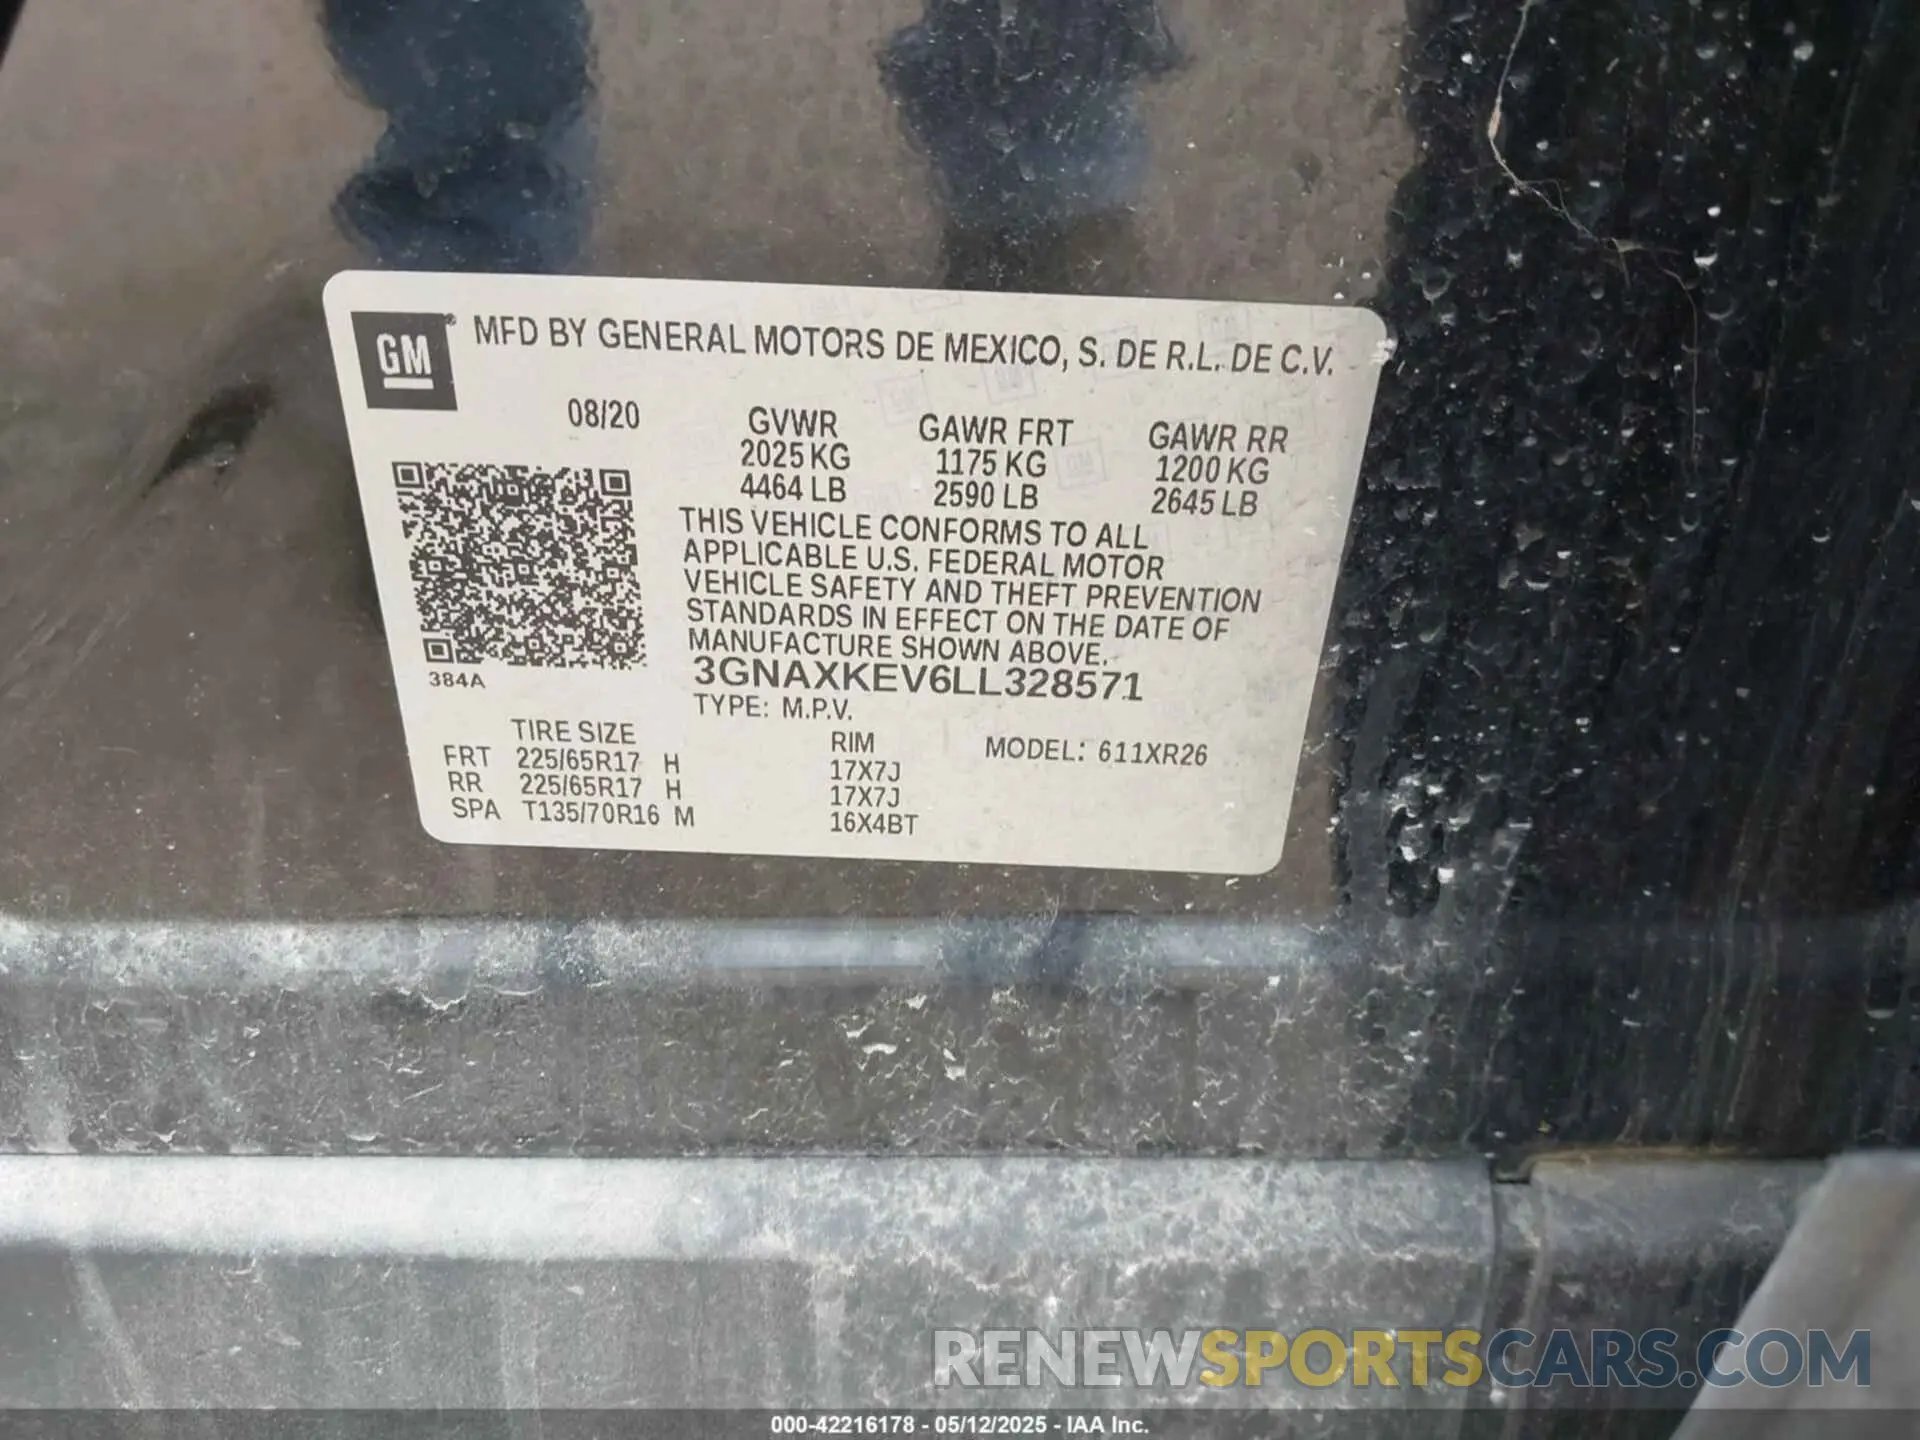 GM® MFD BY GENERAL MOTORS DE MEXICO, S. DE R.L. DE C.V.
08/20 GVWR GAWR FRT GAWR RR
2025 KG 1175 KG 1200 KG
4464 LB 2590 LB 2645 LB
THIS VEHICLE CONFORMS TO ALL
APPLICABLE U.S. FEDERAL MOTOR
VEHICLE SAFETY AND THEFT PREVENTION
STANDARDS IN EFFECT ON THE DATE OF
MANUFACTURE SHOWN ABOVE.
384A 3GNAXKEV6LL328571
TYPE: M.P.V.
TIRE SIZE RIM MODEL: 611XR26
FRT 225/65R17 H 17X7J
RR 225/65R17 H 17X7J
SPA T135/70R16 M 16X4BT
RENEWSPORTSCARS.COM
000-42216178 - 05/12/2025 - IAA Inc.